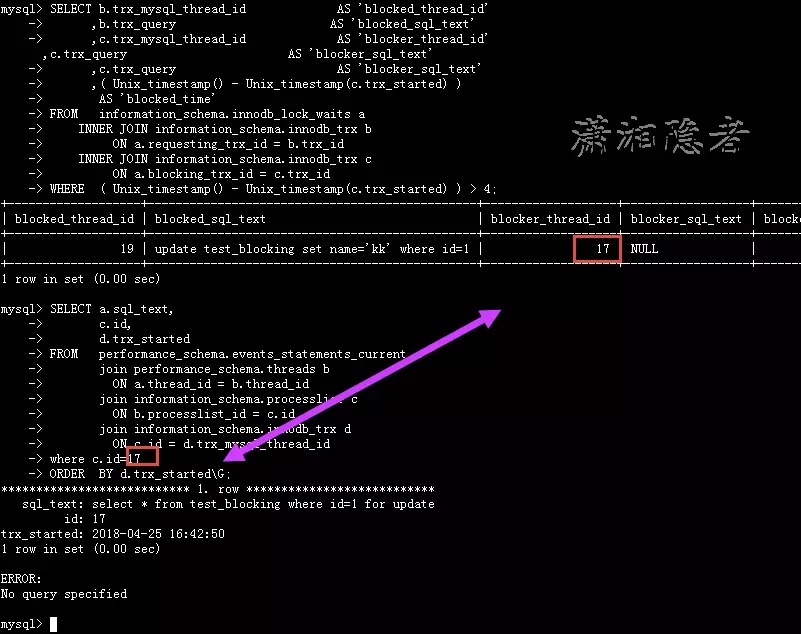 mysql> SELECT b.trx_mysql_thread_id             AS 'blocked_thread_id'
    ->       ,b.trx_query                      AS 'blocked_sql_text'
    ->       ,c.trx_mysql_thread_id             AS 'blocker_thread_id'
      ,c.trx_query                       AS 'blocker_sql_text'
    ->       ,c.trx_query                       AS 'blocker_sql_text'
    ->       ,( Unix_timestamp() - Unix_timestamp(c.trx_started) )
    ->        AS 'blocked_time'
    -> FROM   information_schema.innodb_lock_waits a
    ->     INNER JOIN information_schema.innodb_trx b
    ->          ON a.requesting_trx_id = b.trx_id
    ->     INNER JOIN information_schema.innodb_trx c
    ->          ON a.blocking_trx_id = c.trx_id
    -> WHERE  ( Unix_timestamp() - Unix_timestamp(c.trx_started) ) > 4;
潇湘隐者
| blocked_thread_id | blocked_sql_text | blocker_thread_id | blocker_sql_text | blocke
| 19 | update test_blocking set name='kk' where id=1 | 17 | NULL |
1 row in set (0.00 sec)
mysql> SELECT a.sql_text,
    ->        c.id,
    ->        d.trx_started
    -> FROM   performance_schema.events_statements_current
    ->        join performance_schema.threads b
    ->          ON a.thread_id = b.thread_id
    ->        join information_schema.processlist c
    ->          ON b.processlist_id = c.id
    ->        join information_schema.innodb_trx d
    ->          ON c.id = d.trx_mysql_thread_id
    -> where c.id=17
    -> ORDER  BY d.trx_started\G;
*************************** 1. row ***************************
   sql_text: select * from test_blocking where id=1 for update
         id: 17
trx_started: 2018-04-25 16:42:50
1 row in set (0.00 sec)
ERROR:
No query specified
mysql>